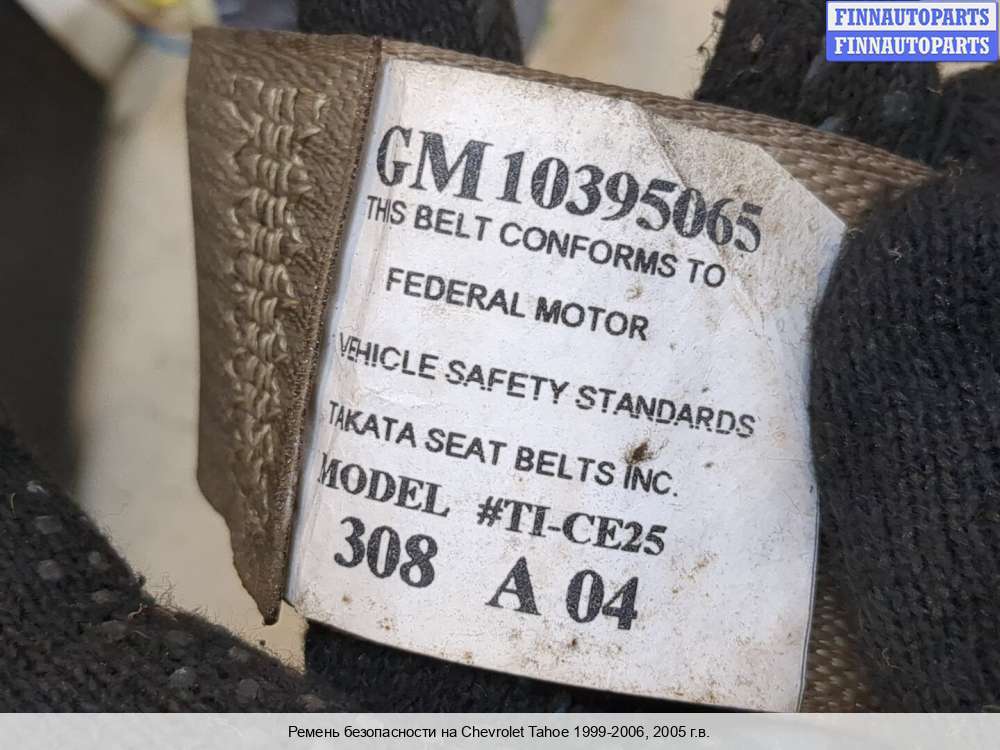 FINNAUTOPARTS
FINNAUTOPARTS
GM 10395065
THIS BELT CONFORMS TO
FEDERAL MOTOR
VEHICLE SAFETY STANDARDS
TAKATA SEAT BELTS INC.
MODEL #TI-CE25
308 A 04
Ремень безопасности на Chevrolet Tahoe 1999-2006, 2005 г.в.